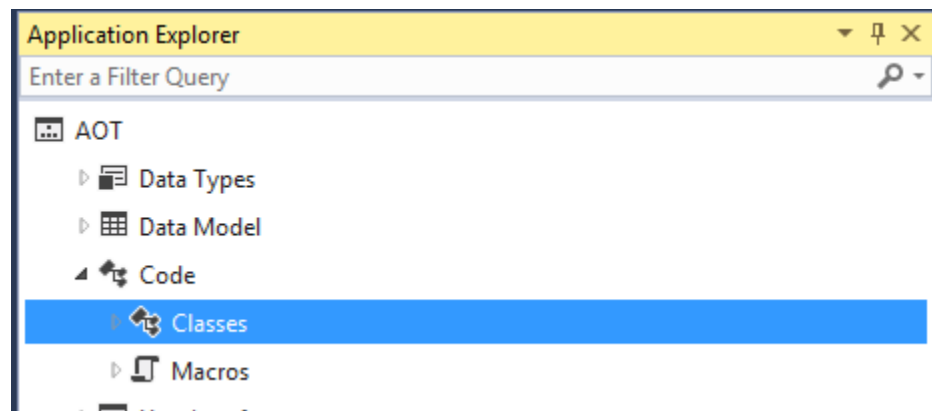 Application Explorer
Enter a Filter Query
AOT
Data Types
Data Model
Code
Classes
Macros